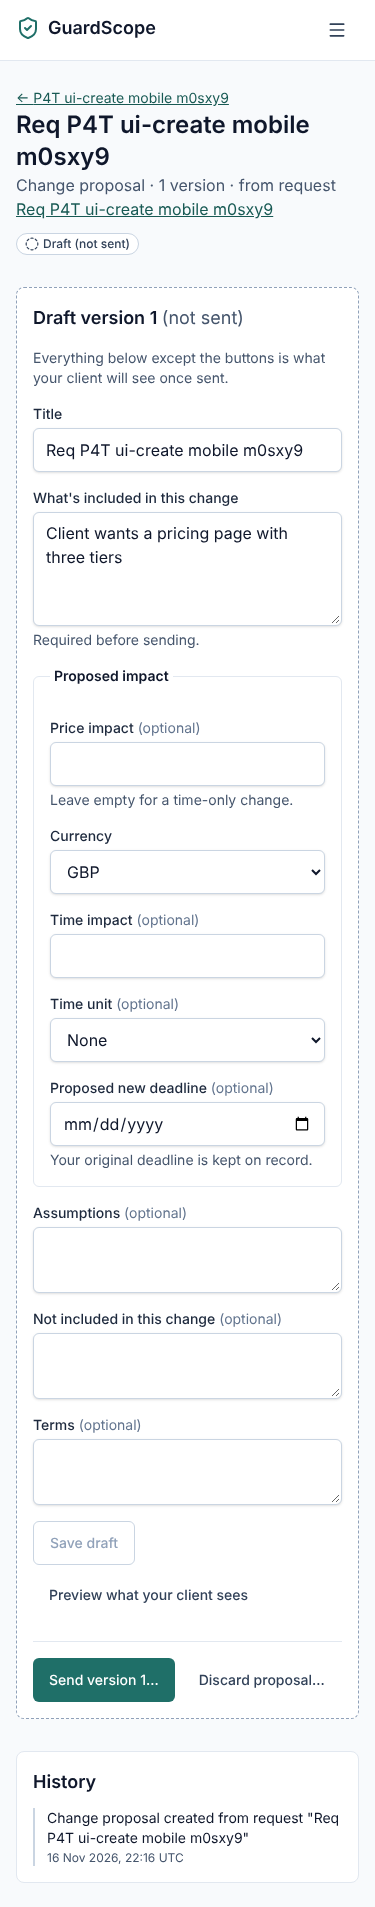 GuardScope
← P4T ui-create mobile m0sxy9
Req P4T ui-create mobile
m0sxy9
Change proposal · 1 version · from request
Req P4T ui-create mobile m0sxy9
Draft (not sent)
Draft version 1 (not sent)
Everything below except the buttons is what
your client will see once sent.
Title
Req P4T ui-create mobile m0sxy9
What's included in this change
Client wants a pricing page with
three tiers
Required before sending.
Proposed impact
Price impact (optional)
Leave empty for a time-only change.
Currency
GBP
Time impact (optional)
Time unit (optional)
None
Proposed new deadline (optional)
mm/dd/yyyy
Your original deadline is kept on record.
Assumptions (optional)
Not included in this change (optional)
Terms (optional)
Save draft
Preview what your client sees
Send version 1... Discard proposal...
History
Change proposal created from request "Req
P4T ui-create mobile m0sxy9"
16 Nov 2026, 22:16 UTC